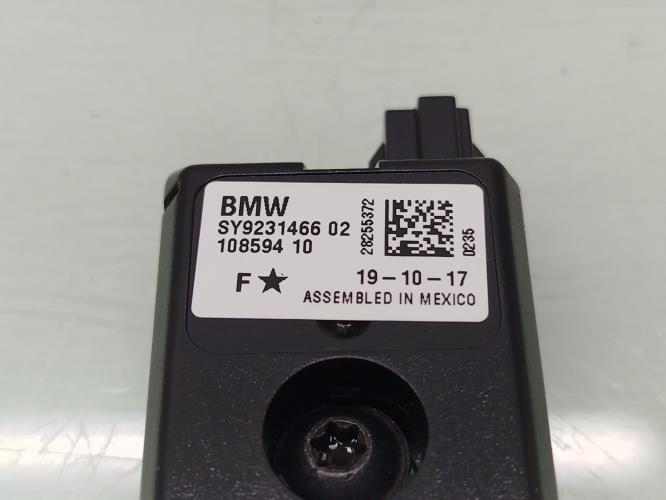 BMW
SY9231466 02
108594 10
28255372
0235
F★ 19-10-17
ASSEMBLED IN MEXICO